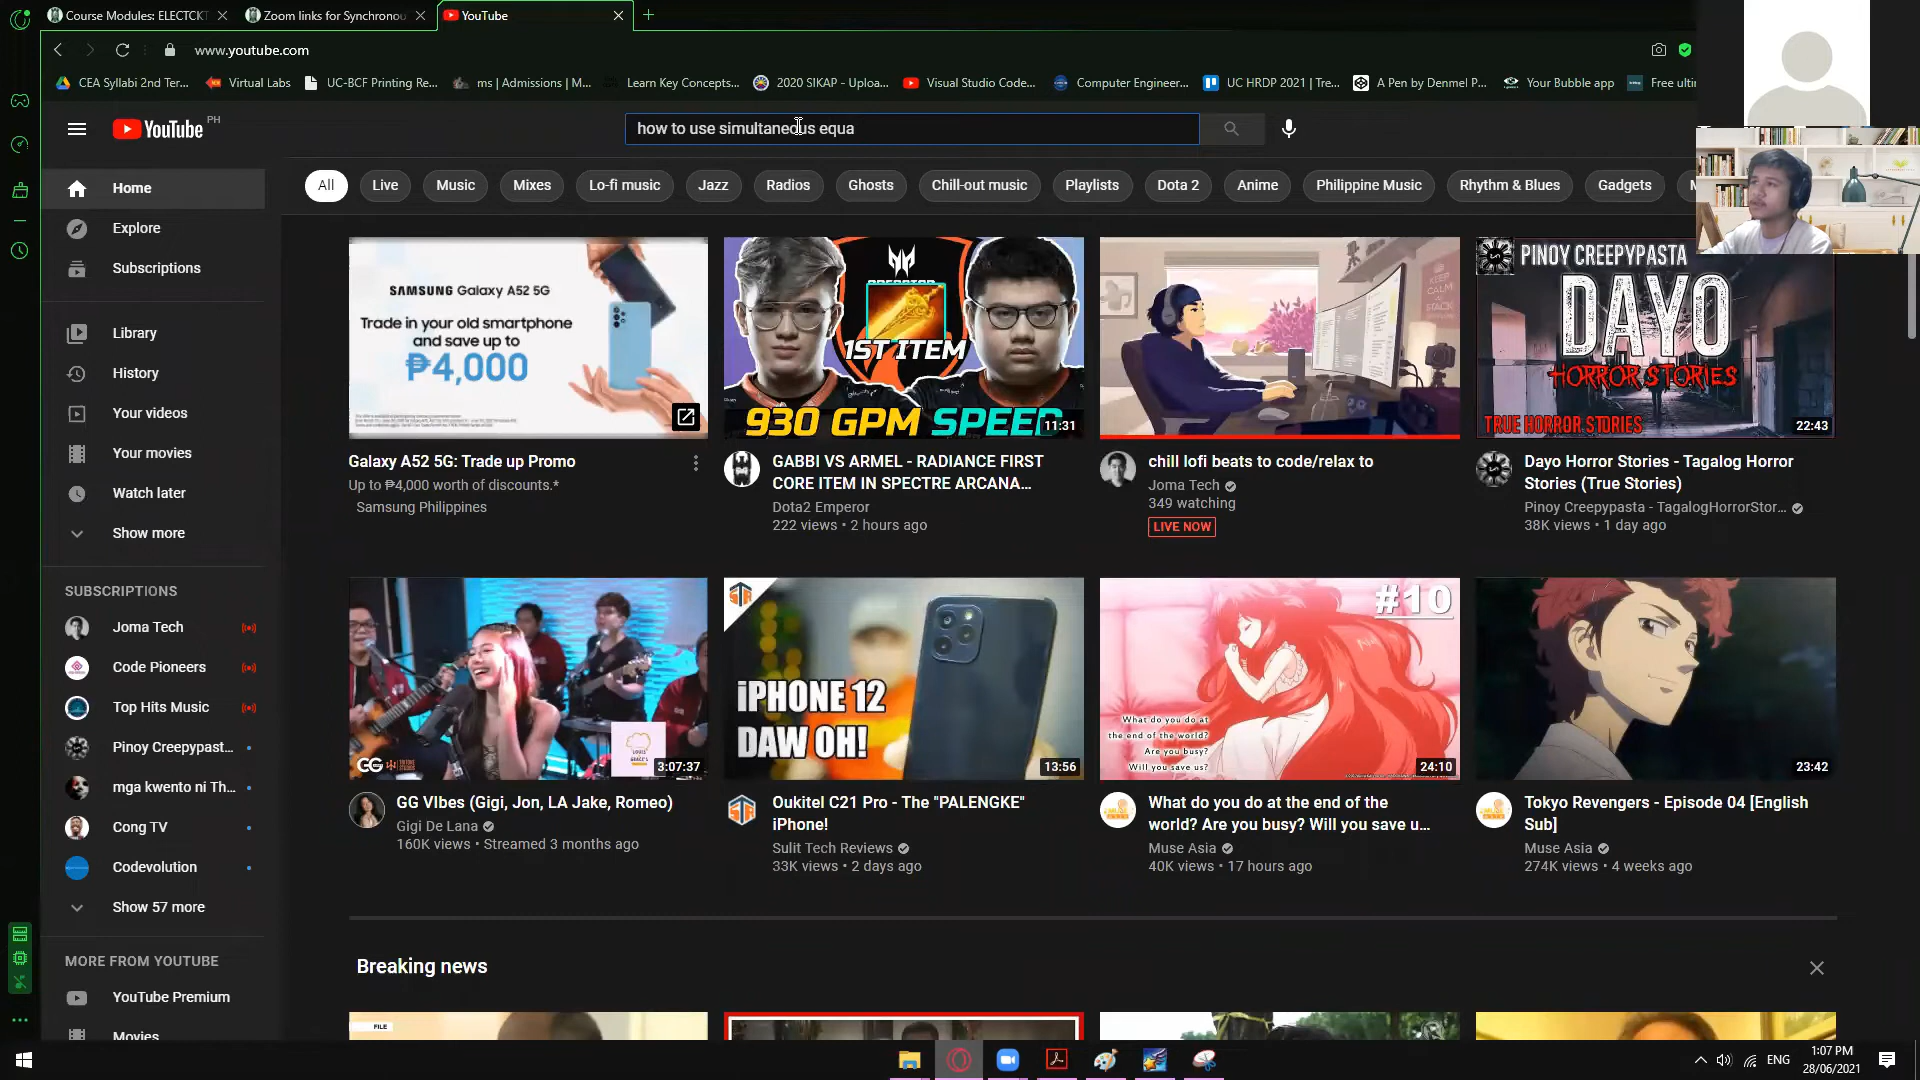 Course Modules: ELECTCKT
Zoom links for Synchronou
YouTube
www.youtube.com
CEA Syllabi 2nd Ter...
Virtual Labs
UC-BCF Printing Re...
ms | Admissions | M...
Learn Key Concepts...
2020 SIKAP - Uploa...
Visual Studio Code...
Computer Engineer...
UC HRDP 2021 | Tre...
A Pen by Denmel P...
Your Bubble app
Free ulti
YouTube PH
how to use simultaneous equa
Home
Explore
Subscriptions
Library
History
Your videos
Your movies
Watch later
Show more
SUBSCRIPTIONS
Joma Tech
Code Pioneers
Top Hits Music
Pinoy Creepypast...
mga kwento ni Th...
Cong TV
Codevolution
Show 57 more
MORE FROM YOUTUBE
YouTube Premium
Movies
All
Live
Music
Mixes
Lo-fi music
Jazz
Radios
Ghosts
Chill-out music
Playlists
Dota 2
Anime
Philippine Music
Rhythm & Blues
Gadgets
M
SAMSUNG Galaxy A52 5G
Trade in your old smartphone
and save up to
₱4,000
Galaxy A52 5G: Trade up Promo
Up to ₱4,000 worth of discounts.*
Samsung Philippines
PREDATOR
1ST ITEM
930 GPM SPEED
11:31
GABBI VS ARMEL - RADIANCE FIRST
CORE ITEM IN SPECTRE ARCANA...
Dota2 Emperor
222 views • 2 hours ago
KEEP
CALM
chill lofi beats to code/relax to
Joma Tech
349 watching
LIVE NOW
PINOY CREEPYPASTA
DAYO
HORROR STORIES
TRUE HORROR STORIES
22:43
Dayo Horror Stories - Tagalog Horror
Stories (True Stories)
Pinoy Creepypasta - TagalogHorrorStor...
38K views • 1 day ago
GG
3:07:37
GG VIbes (Gigi, Jon, LA Jake, Romeo)
Gigi De Lana
160K views • Streamed 3 months ago
STR
iPHONE 12
DAW OH!
13:56
Oukitel C21 Pro - The "PALENGKE"
iPhone!
Sulit Tech Reviews
33K views • 2 days ago
#10
What do you do at
the end of the world?
Are you busy?
Will you save us?
24:10
What do you do at the end of the
world? Are you busy? Will you save u...
Muse Asia
40K views • 17 hours ago
23:42
Tokyo Revengers - Episode 04 [English
Sub]
Muse Asia
274K views • 4 weeks ago
Breaking news
FILE
ENG
1:07 PM
28/06/2021